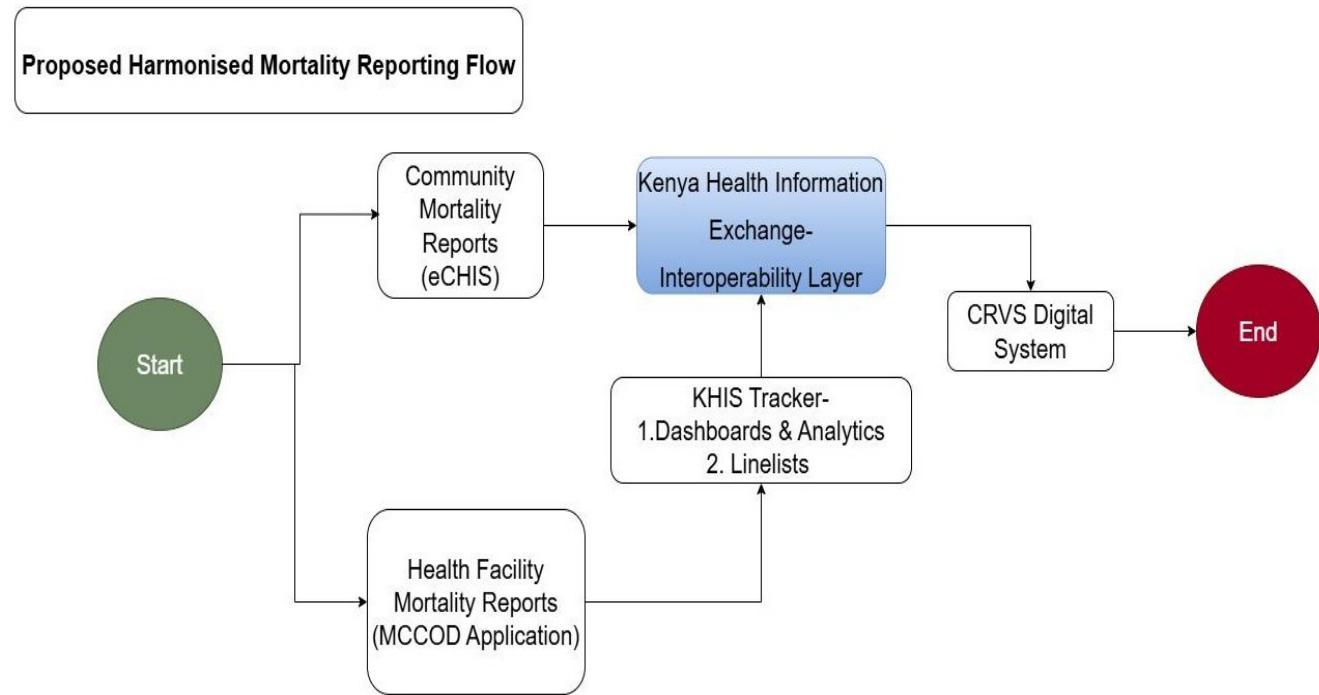 Proposed Harmonised Mortality Reporting Flow
Community
Mortality
Reports
(eCHIS)
Kenya Health Information
Exchange-
Interoperability Layer
CRVS Digital
System
End
Start
KHIS Tracker-
1.Dashboards & Analytics
2. Linelists
Health Facility
Mortality Reports
(MCCOD Application)